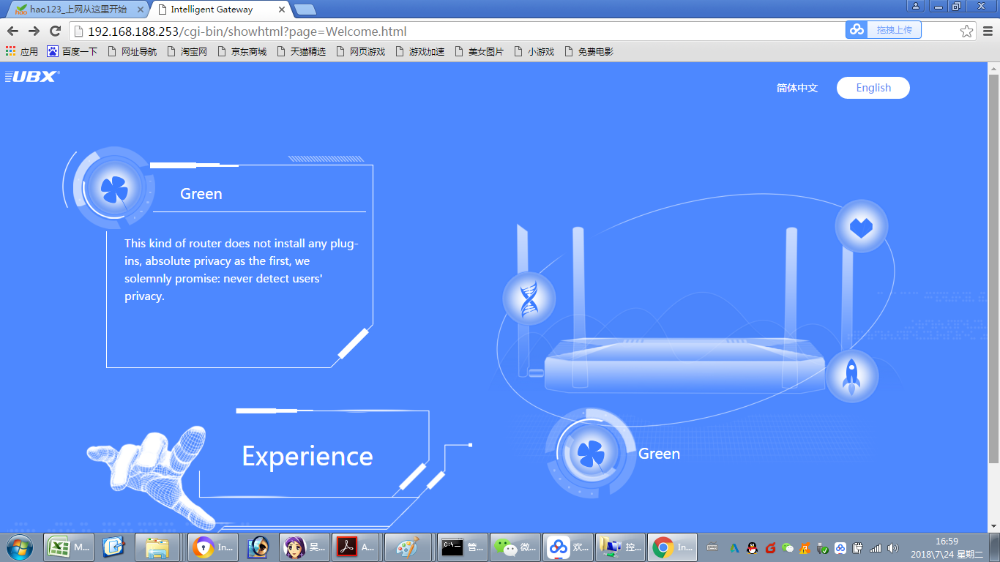 hao123_上网从这里开始
Intelligent Gateway
192.168.188.253/cgi-bin/showhtml?page=Welcome.html
拖拽上传
应用 百度一下 网址导航 淘宝网 京东商城 天猫精选 网页游戏 游戏加速 美女图片 小游戏 免费电影
UBX
简体中文 English
Green
This kind of router does not install any plug-
ins, absolute privacy as the first, we
solemnly promise: never detect users'
privacy.
Experience
Green
M... In... 吴... A... 管... 微... 欢... 控... In...
16:59
2018\7\24 星期二